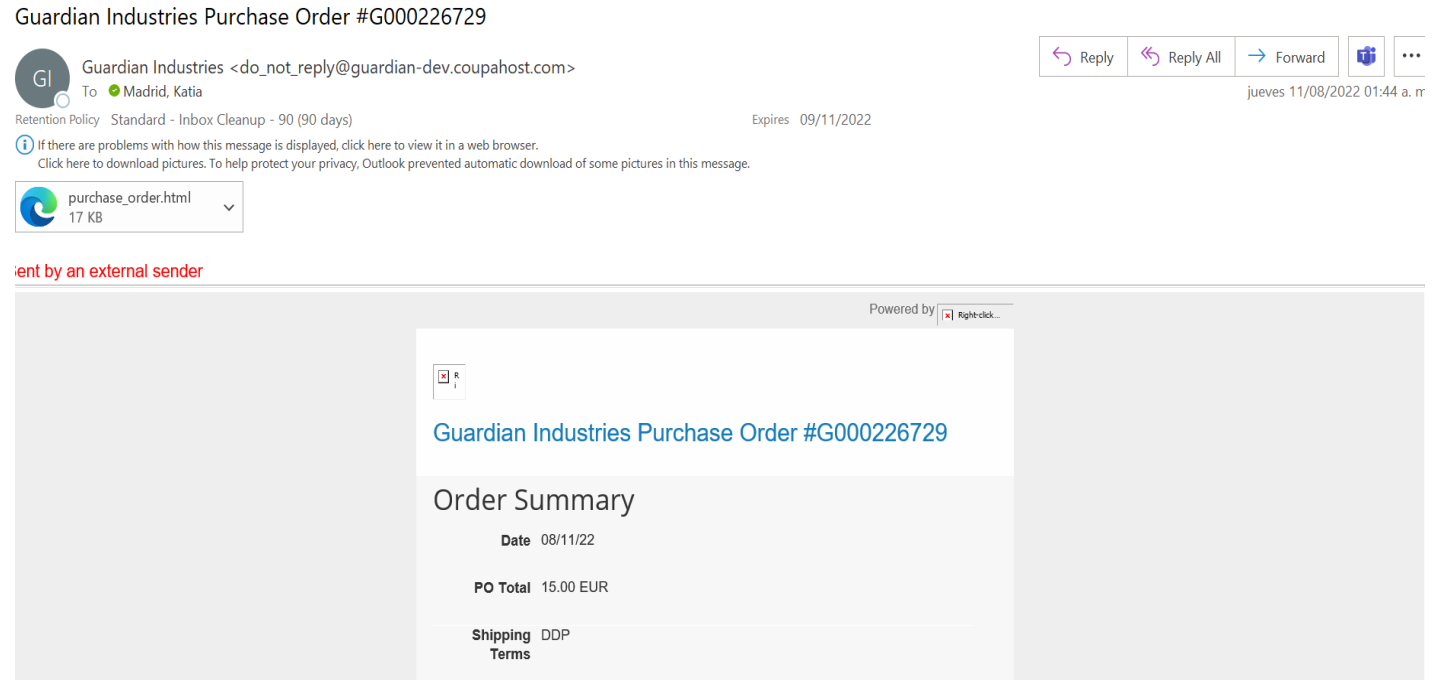 Guardian Industries Purchase Order #G000226729
GI
Guardian Industries <do_not_reply@guardian-dev.coupahost.com>
To Madrid, Katia
Reply
Reply All
Forward
jueves 11/08/2022 01:44 a. m
Retention Policy Standard - Inbox Cleanup - 90 (90 days)
Expires 09/11/2022
If there are problems with how this message is displayed, click here to view it in a web browser.
Click here to download pictures. To help protect your privacy, Outlook prevented automatic download of some pictures in this message.
purchase_order.html
17 KB
ent by an external sender
Powered by
Right-click...
R
i
Guardian Industries Purchase Order #G000226729
Order Summary
Date 08/11/22
PO Total 15.00 EUR
Shipping DDP
Terms